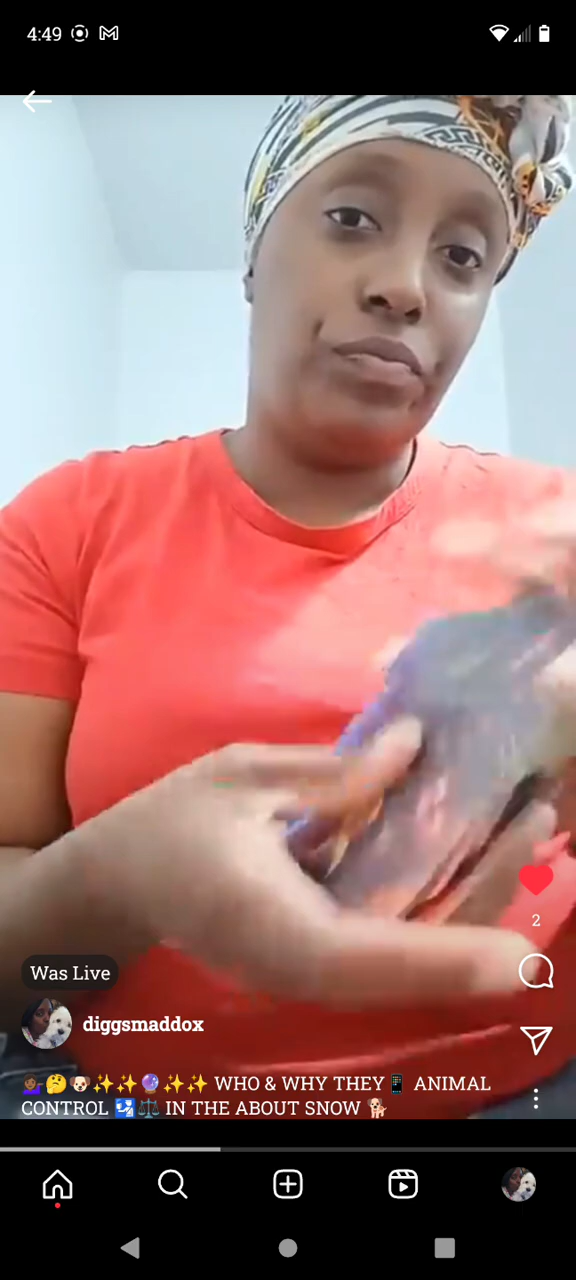 4:49
Was Live
diggsmaddox
2
💁🏾‍♀️🤔🐶✨✨🔮✨✨ WHO & WHY THEY📱 ANIMAL
CONTROL 🛂⚖️ IN THE ABOUT SNOW 🐕